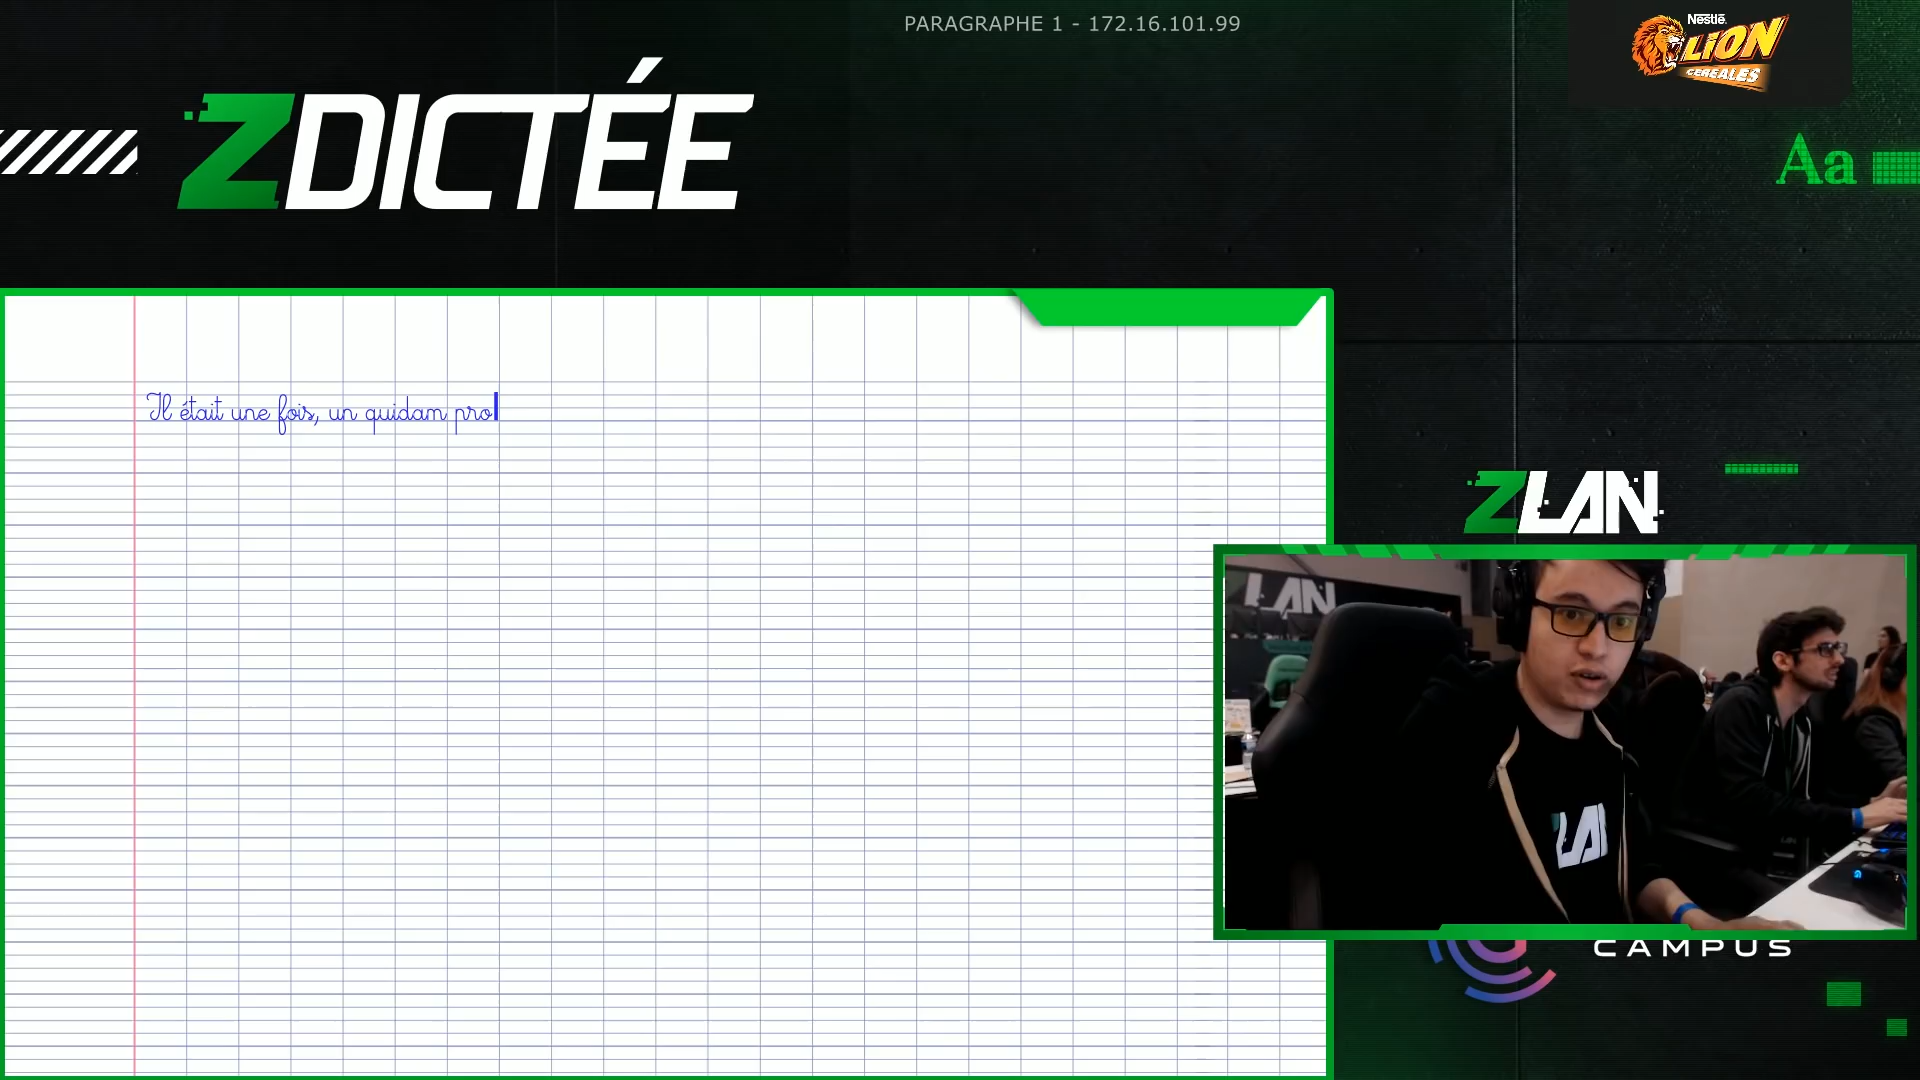 PARAGRAPHE 1 - 172.16.101.99
Nestlé.
LION
CEREALES
ZDICTÉE
Aa
Il était une fois, un quidam pro
ZLAN
LAN
CAMPUS